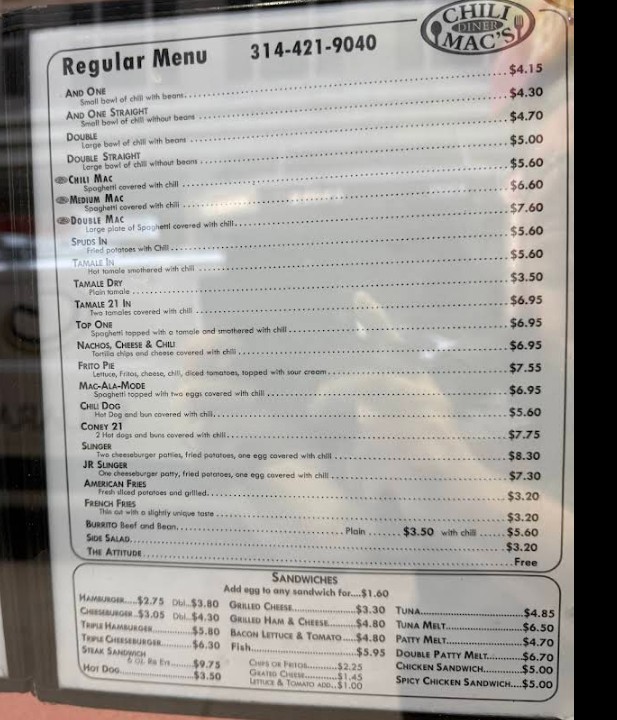 CHILI
DINER
MAC'S
Regular Menu 314-421-9040
AND ONE
Small bowl of chili with beans $4.15
AND ONE STRAIGHT
Small bowl of chili without beans $4.30
DOUBLE
Large bowl of chili with beans $4.70
DOUBLE STRAIGHT
Large bowl of chili without beans $5.00
CHILI MAC
Spaghetti covered with chili $5.60
MEDIUM MAC
Spaghetti covered with chili $6.60
DOUBLE MAC
Large plate of Spaghetti covered with chili $7.60
SPUDS IN
Fried potatoes with Chili $5.60
TAMALE IN
Hot tamale smothered with chili $5.60
TAMALE DRY
Plain tamale $3.50
TAMALE 21 IN
Two tamales covered with chili $6.95
TOP ONE
Spaghetti topped with a tamale and smothered with chili $6.95
NACHOS, CHEESE & CHILI
Tortilla chips and cheese covered with chili $6.95
FRITO PIE
Lettuce, Fritos, cheese, chili, diced tomatoes, topped with sour cream $7.55
MAC-ALA-MODE
Spaghetti topped with two eggs covered with chili $6.95
CHILI DOG
Hot Dog and bun covered with chili $5.60
CONEY 21
2 Hot dogs and buns covered with chili $7.75
SLINGER
Two cheeseburger patties, fried potatoes, one egg covered with chili $8.30
JR SLINGER
One cheeseburger patty, fried potatoes, one egg covered with chili $7.30
AMERICAN FRIES
Fresh sliced potatoes and grilled $3.20
FRENCH FRIES
Thin cut with a slightly unique taste $3.20
BURRITO Beef and Bean Plain $3.50 with chili $5.60
SIDE SALAD $3.20
THE ATTITUDE Free
SANDWICHES
Add egg to any sandwich for....$1.60
HAMBURGER $2.75 Dbl. $3.80
CHEESEBURGER $3.05 Dbl. $4.30
TRIPLE HAMBURGER $5.80
TRIPLE CHEESEBURGER $6.30
STEAK SANDWICH
6 oz. Rib Eye $9.75
HOT DOG $3.50
GRILLED CHEESE $3.30
GRILLED HAM & CHEESE $4.80
BACON LETTUCE & TOMATO $4.80
Fish $5.95
CHIPS OR FRITOS $2.25
GRATED CHEESE $1.45
LETTUCE & TOMATO ADD $1.00
TUNA $4.85
TUNA MELT $6.50
PATTY MELT $4.70
DOUBLE PATTY MELT $6.70
CHICKEN SANDWICH $5.00
SPICY CHICKEN SANDWICH $5.00